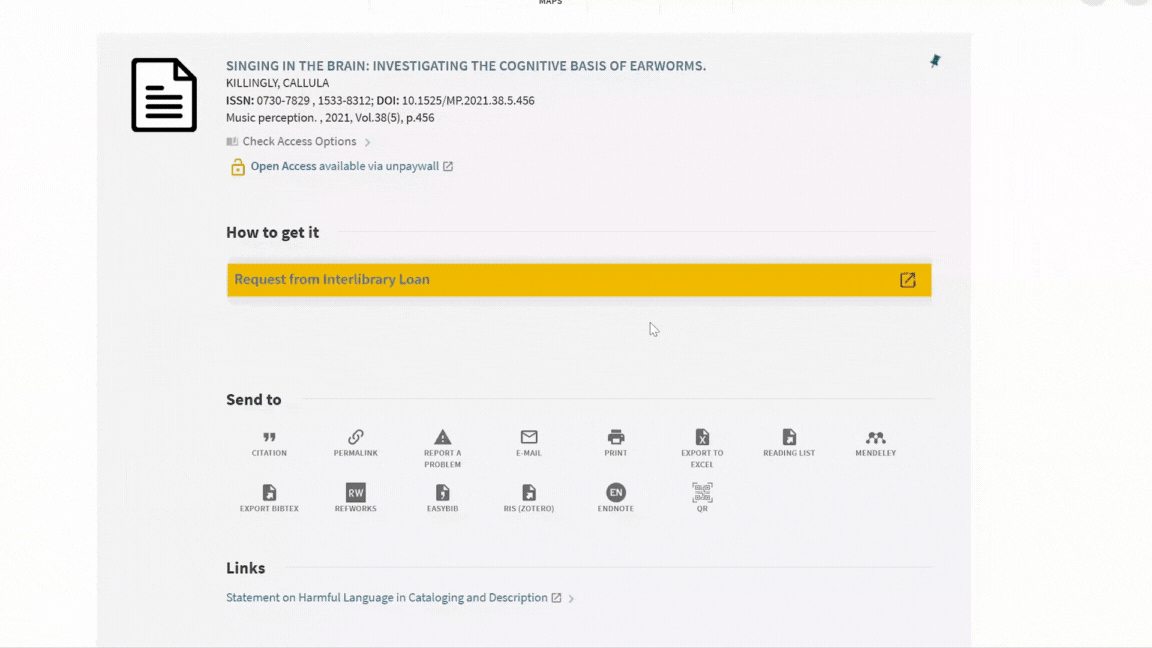 MAPS
SINGING IN THE BRAIN: INVESTIGATING THE COGNITIVE BASIS OF EARWORMS.
KILLINGLY, CALLULA
ISSN: 0730-7829 , 1533-8312; DOI: 10.1525/MP.2021.38.5.456
Music perception. , 2021, Vol.38(5), p.456
Check Access Options
Open Access available via unpaywall
How to get it
Request from Interlibrary Loan
Send to
CITATION PERMALINK REPORT A PROBLEM E-MAIL PRINT EXPORT TO EXCEL READING LIST MENDELEY
RW EN
EXPORT BIBTEX REFWORKS EASYBIB RIS (ZOTERO) ENDNOTE QR
Links
Statement on Harmful Language in Cataloging and Description